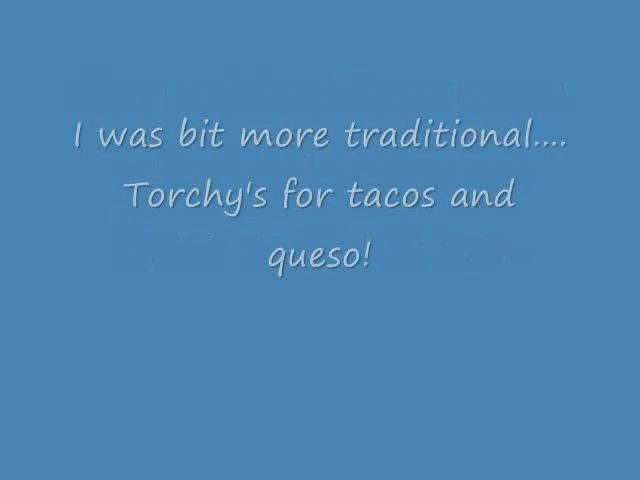 I was bit more traditional....
Torchy's for tacos and
queso!